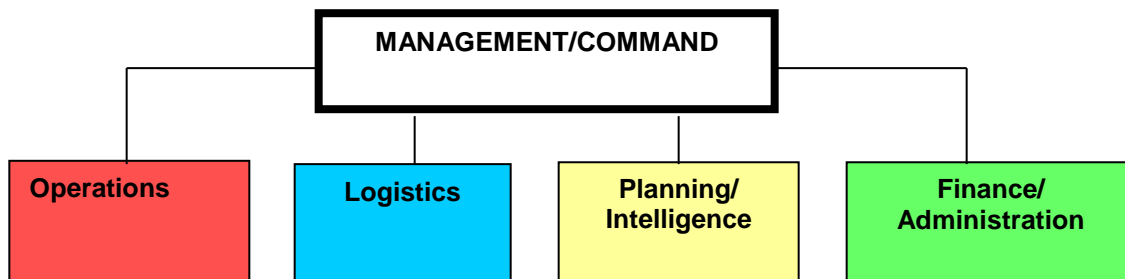 MANAGEMENT/COMMAND
Operations
Logistics
Planning/
Intelligence
Finance/
Administration